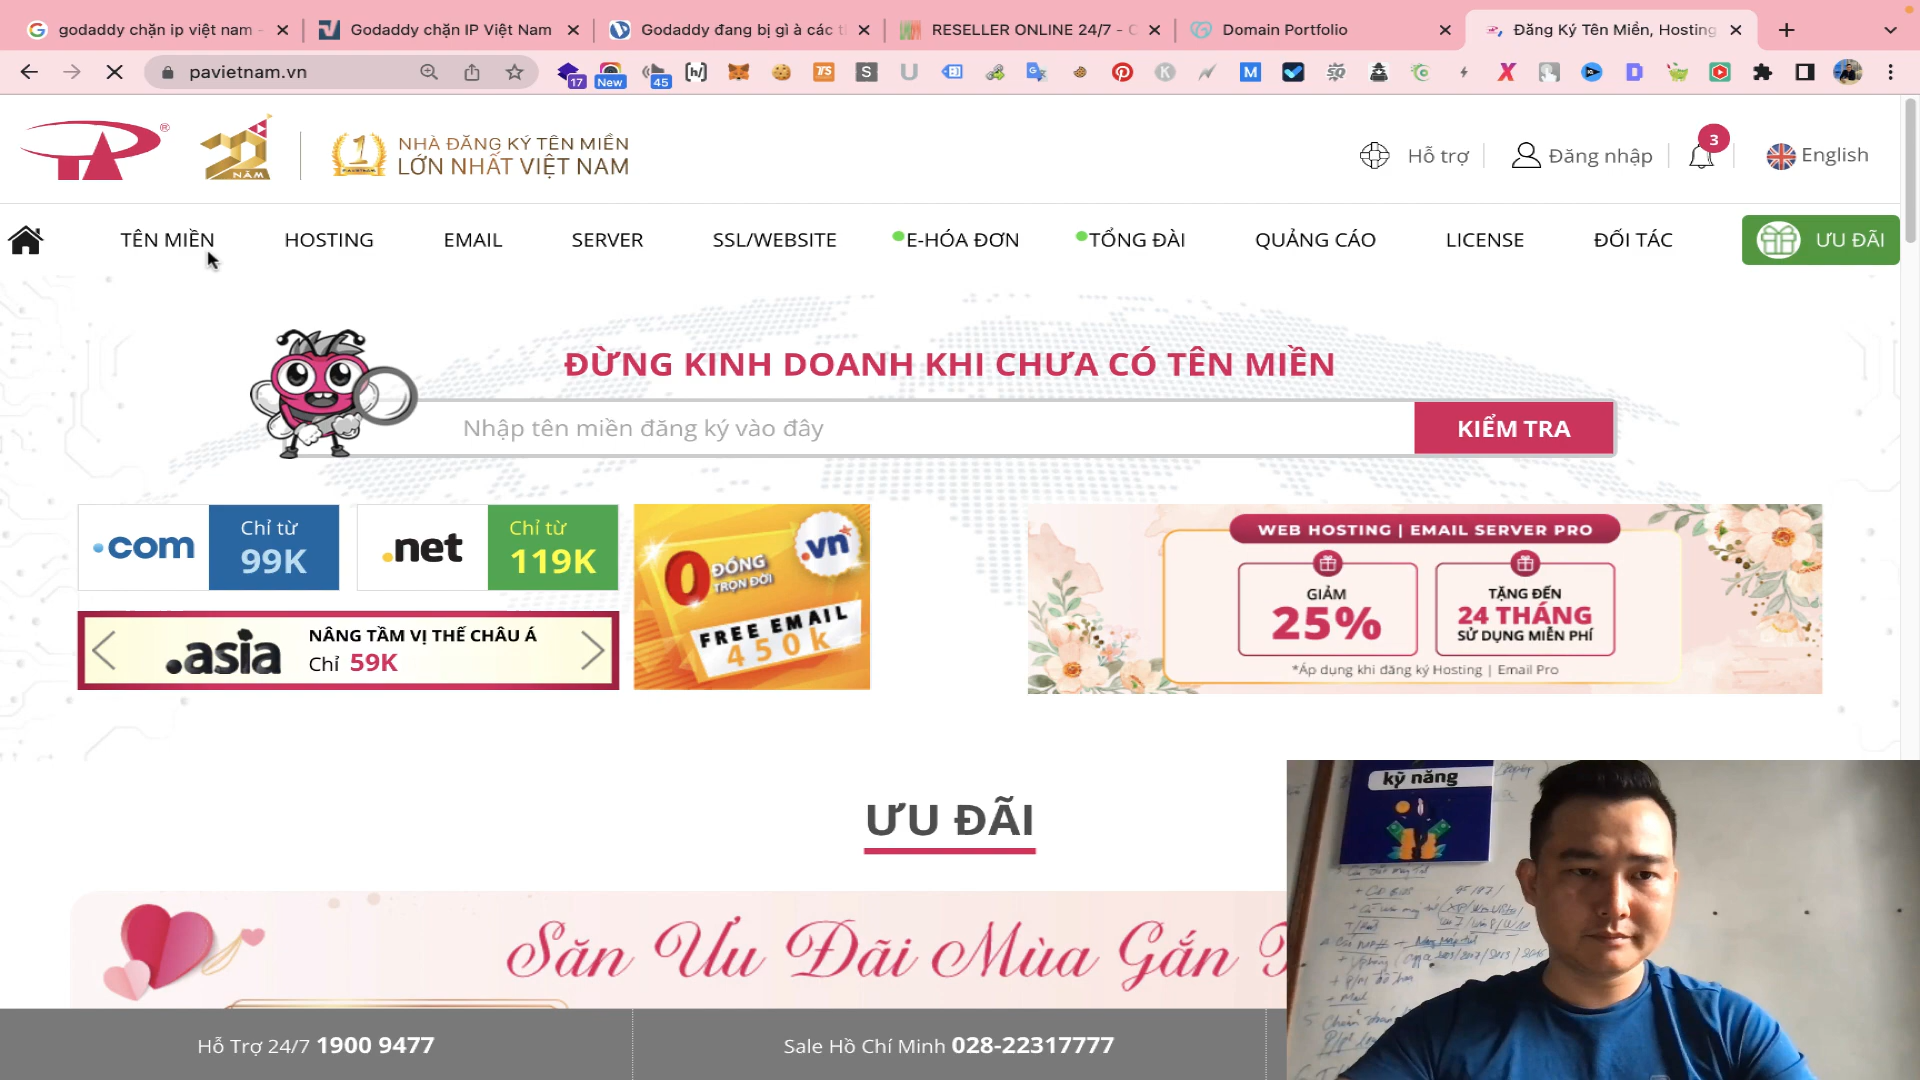 godaddy chặn ip việt nam -
Godaddy chặn IP Việt Nam
Godaddy đang bị gì à các t
RESELLER ONLINE 24/7 - C
Domain Portfolio
Đăng Ký Tên Miền, Hosting
pavietnam.vn
17
New
45
22 NĂM
1
NHÀ ĐĂNG KÝ TÊN MIỀN
LỚN NHẤT VIỆT NAM
Hỗ trợ
Đăng nhập
3
English
TÊN MIỀN
HOSTING
EMAIL
SERVER
SSL/WEBSITE
E-HÓA ĐƠN
TỔNG ĐÀI
QUẢNG CÁO
LICENSE
ĐỐI TÁC
ƯU ĐÃI
ĐỪNG KINH DOANH KHI CHƯA CÓ TÊN MIỀN
Nhập tên miền đăng ký vào đây
KIỂM TRA
.com
Chỉ từ
99K
.net
Chỉ từ
119K
.vn
0 ĐỒNG
TRỌN ĐỜI
FREE EMAIL
450k
.asia
NÂNG TẦM VỊ THẾ CHÂU Á
Chỉ 59K
WEB HOSTING | EMAIL SERVER PRO
GIẢM
25%
TẶNG ĐẾN
24 THÁNG
SỬ DỤNG MIỄN PHÍ
*Áp dụng khi đăng ký Hosting | Email Pro
ƯU ĐÃI
Săn Ưu Đãi Mùa Gắn
kỹ năng
Hỗ Trợ 24/7 1900 9477
Sale Hồ Chí Minh 028-22317777